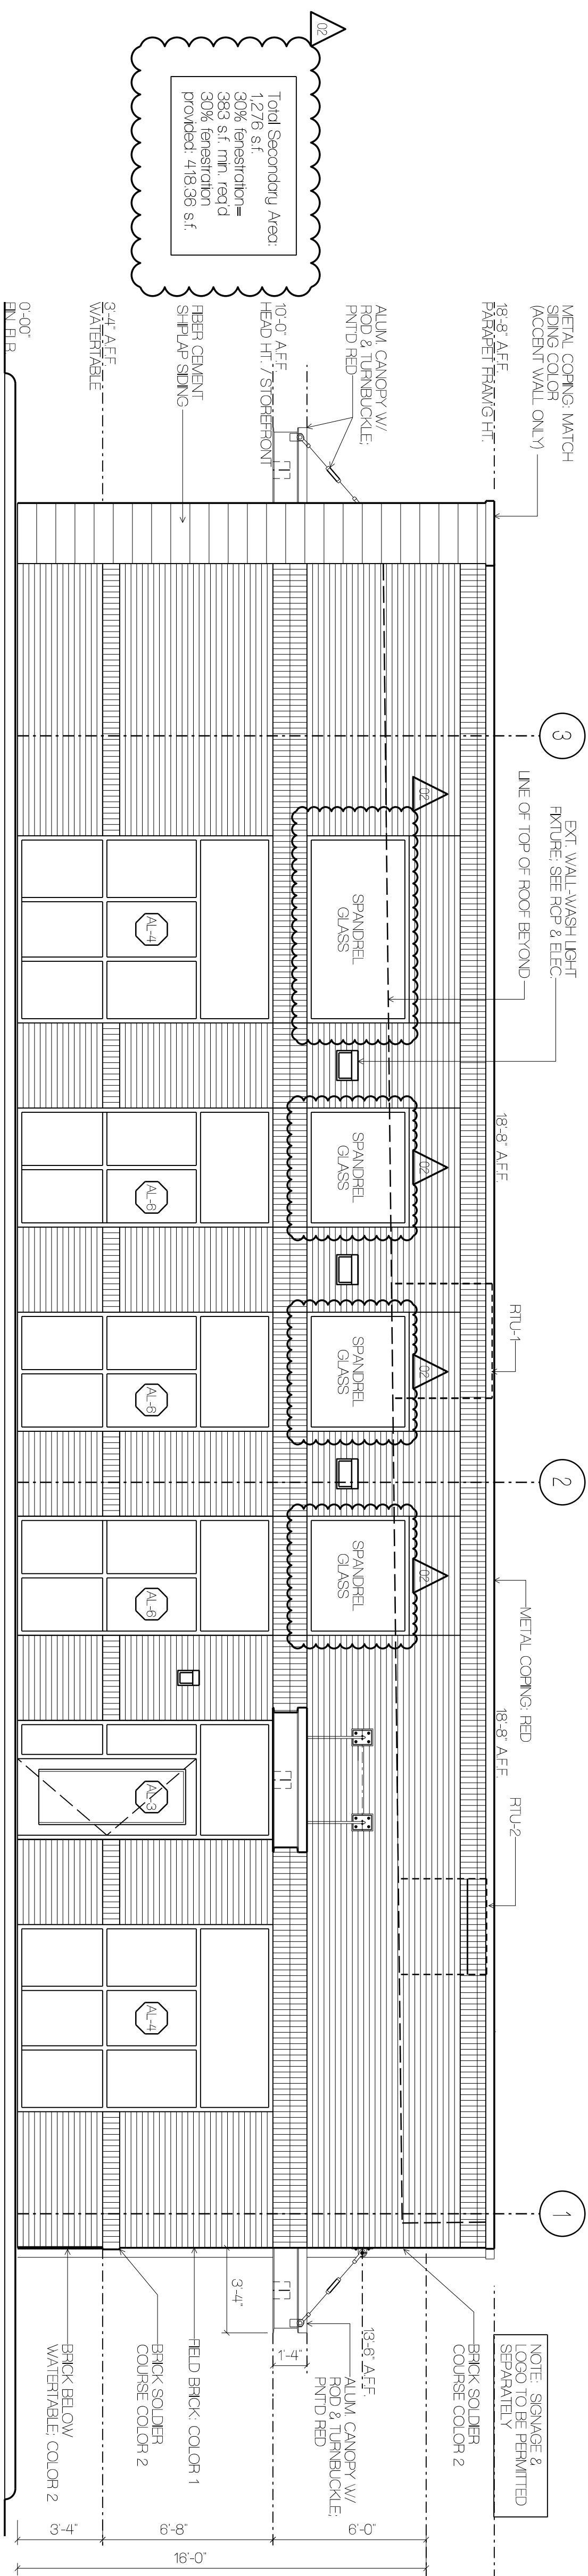 02
Total Secondary Area:
1,276 s.f.
30% fenestration=
383 s.f. min. req'd
30% fenestration
provided: 418.36 s.f.
METAL COPING: MATCH
SIDING COLOR
(ACCENT WALL ONLY)
18'-8" A.F.F.
PARAPET FRAM'G HT.
ALUM. CANOPY W/
ROD & TURNBUCKLE;
PNT'D RED
10'-0" A.F.F.
HEAD HT. / STOREFRONT
FIBER CEMENT
SHIPLAP SIDING
3'-4" A.F.F.
WATERTABLE
0'-00"
FIN. FLR.
3
EXT. WALL-WASH LIGHT
FIXTURE; SEE RCP & ELEC.
LINE OF TOP OF ROOF BEYOND
02
SPANDREL
GLASS
AL-4
18'-8" A.F.F.
02
SPANDREL
GLASS
AL-6
RTU-1
02
SPANDREL
GLASS
AL-6
2
02
SPANDREL
GLASS
AL-6
METAL COPING: RED
18'-8" A.F.F.
RTU-2
AL-3
AL-4
1
NOTE: SIGNAGE &
LOGO TO BE PERMITTED
SEPARATELY
BRICK SOLDIER
COURSE COLOR 2
13'-6" A.F.F.
ALUM. CANOPY W/
ROD & TURNBUCKLE;
PNT'D RED
1'-4"
3'-4"
FIELD BRICK: COLOR 1
BRICK SOLDIER
COURSE COLOR 2
BRICK BELOW
WATERTABLE; COLOR 2
6'-0"
6'-8"
3'-4"
16'-0"